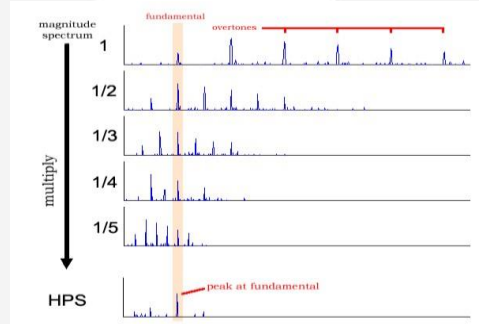 fundamental
magnitude
spectrum
overtones
1
1/2
1/3
multiply
1/4
1/5
HPS
peak at fundamental